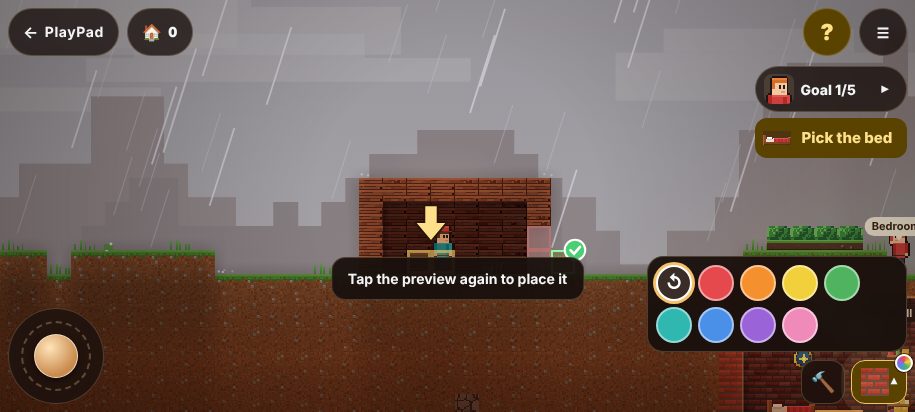 PlayPad
0
?
Goal 1/5
Pick the bed
Bedroom
Tap the preview again to place it